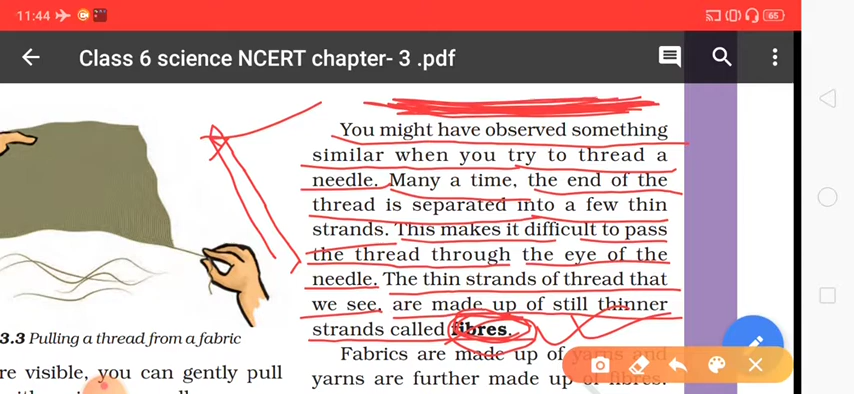 11:44
65
Class 6 science NCERT chapter- 3 .pdf
You might have observed something
similar when you try to thread a
needle. Many a time, the end of the
thread is separated into a few thin
strands. This makes it difficult to pass
the thread through the eye of the
needle. The thin strands of thread that
we see, are made up of still thinner
strands called fibres.
Fabrics are made up of yarns and
yarns are further made up of fibres.
3.3 Pulling a thread from a fabric
re visible, you can gently pull